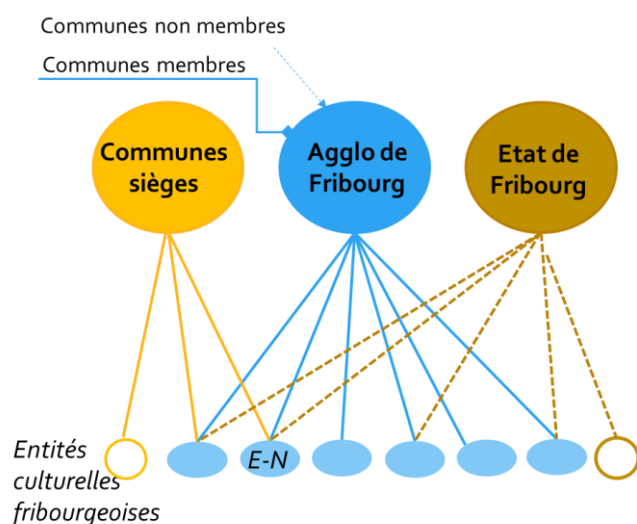 Communes non membres
Communes membres
Communes
sièges
Agglo de
Fribourg
Etat de
Fribourg
Entités
culturelles
fribourgeoises
E-N